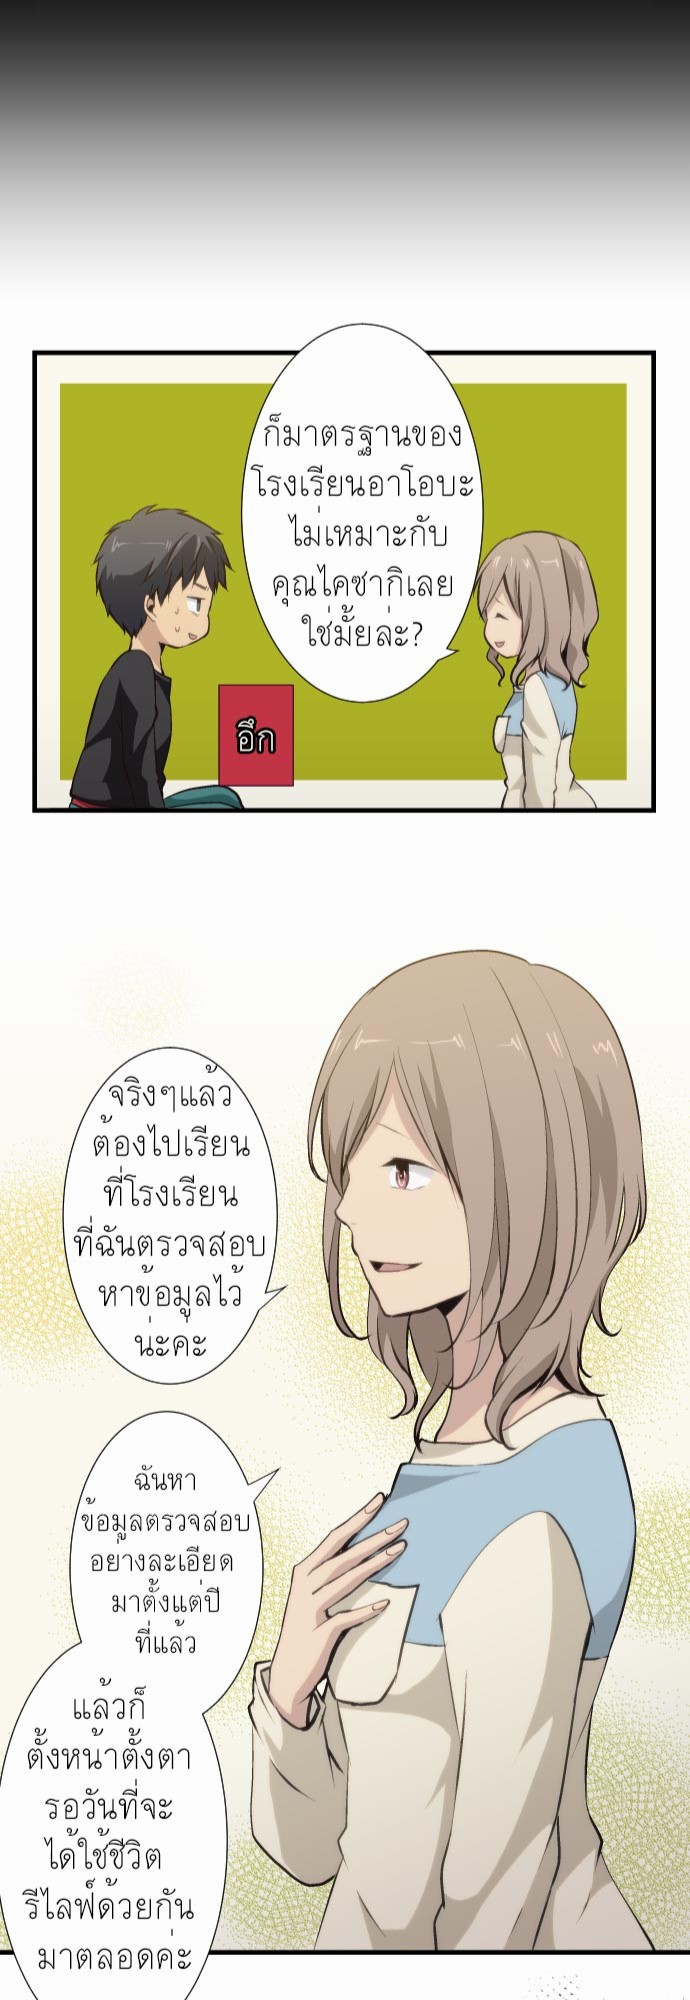 ก็มาตรฐานของ
โรงเรียนอาโอบะ
ไม่เหมาะกับ
คุณไคซากิเลย
ใช่มั้ยล่ะ?
อึก
จริงๆแล้ว
ต้องไปเรียน
ที่โรงเรียน
ที่ฉันตรวจสอบ
หาข้อมูลไว้
น่ะคะ
ฉันหา
ข้อมูลตรวจสอบ
อย่างละเอียด
มาตั้งแต่ปี
ที่แล้ว
แล้วก็
ตั้งหน้าตั้งตา
รอวันที่จะ
ได้ใช้ชีวิต
รีไลฟ์ด้วยกัน
มาตลอดค่ะ